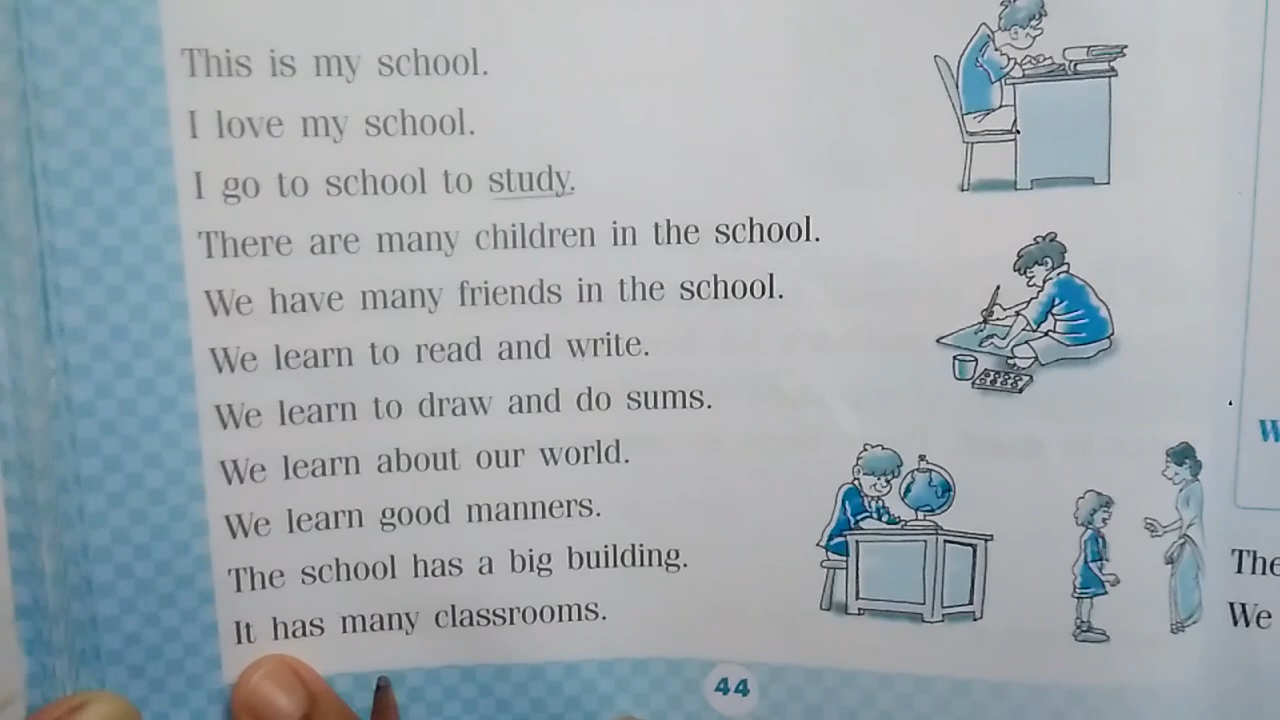 This is my school.
I love my school.
I go to school to study.
There are many children in the school.
We have many friends in the school.
We learn to read and write.
We learn to draw and do sums.
We learn about our world.
We learn good manners.
The school has a big building.
It has many classrooms.
44
The
We